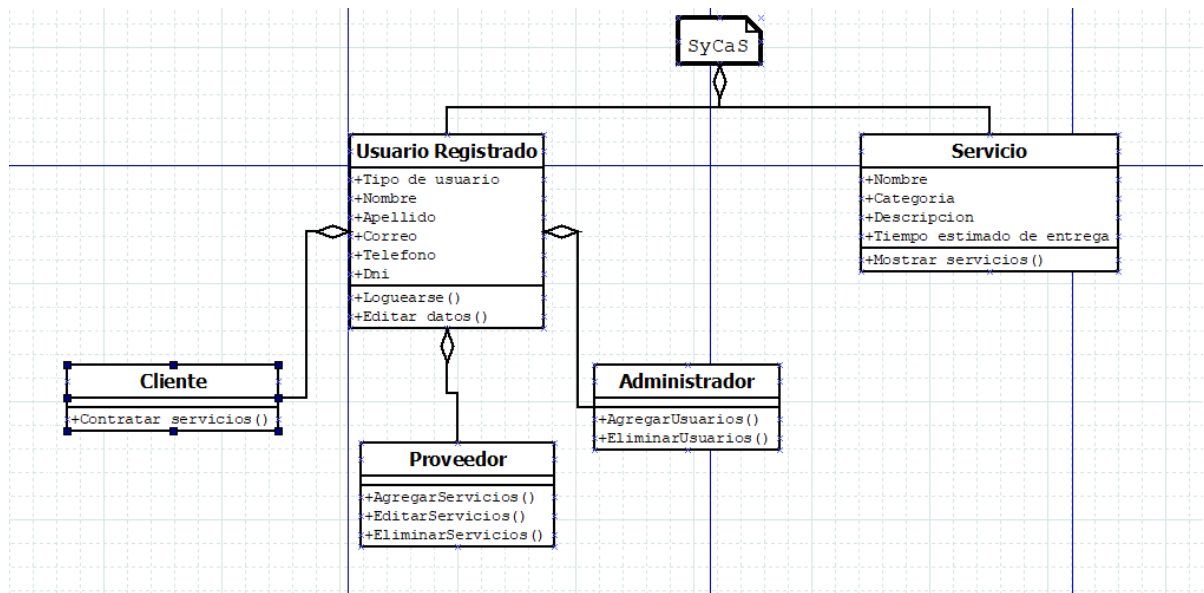 SyCaS
Usuario Registrado
+Tipo de usuario
+Nombre
+Apellido
+Correo
+Telefono
+Dni
+Loguearse()
+Editar datos()
Servicio
+Nombre
+Categoria
+Descripcion
+Tiempo estimado de entrega
+Mostrar servicios()
Cliente
+Contratar servicios()
Proveedor
+AgregarServicios()
+EditarServicios()
+EliminarServicios()
Administrador
+AgregarUsuarios()
+EliminarUsuarios()